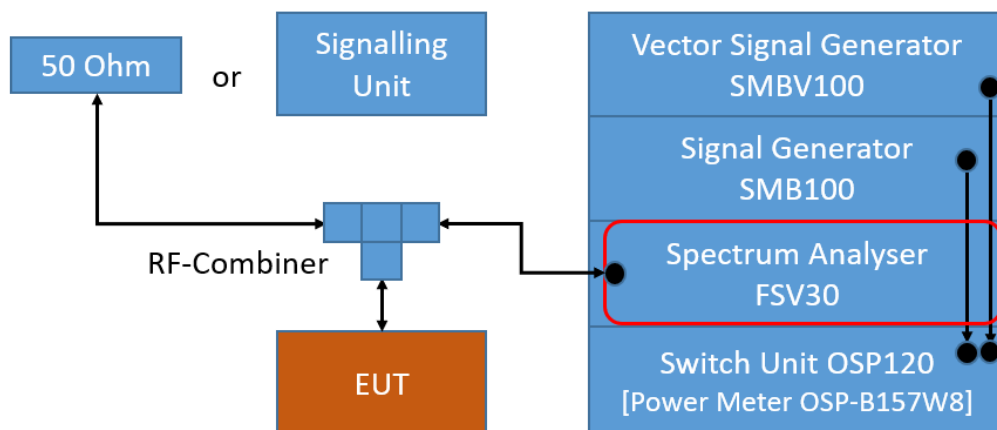 50 Ohm
or
Signalling
Unit
RF-Combiner
EUT
Vector Signal Generator
SMBV100
Signal Generator
SMB100
Spectrum Analyser
FSV30
Switch Unit OSP120
[Power Meter OSP-B157W8]